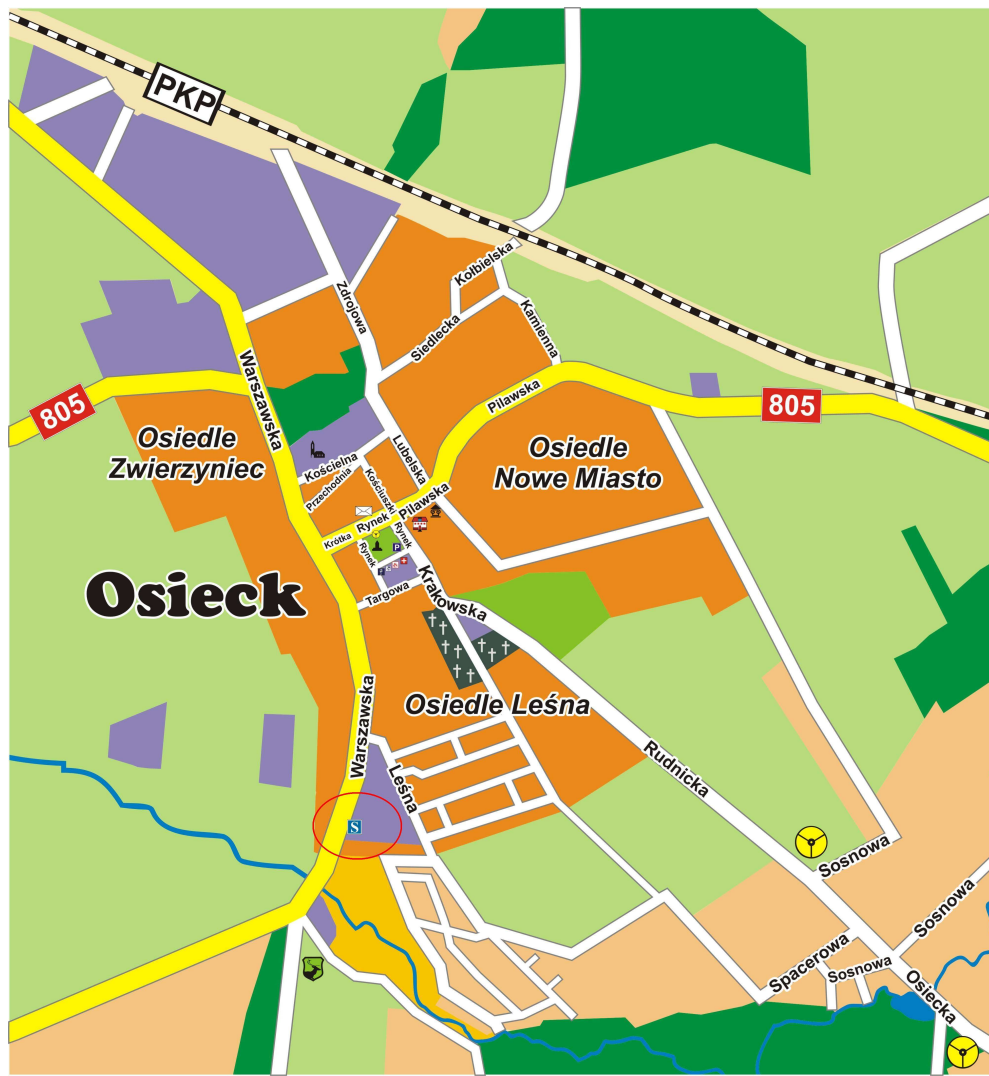 PKP
Kołbielska
Zdrojowa
Siedlecka
Kamienna
Warszawska
Pilawska
805
805
Osiedle
Zwierzyniec
Osiedle
Nowe Miasto
Lubelska
Kościelna
Przechodnia
Kościuszki
Pilawska
Rynek
Krótka
Rynek
Rynek
P
P
Targowa
Krakowska
Osieck
Osiedle Leśna
Warszawska
Leśna
Rudnicka
S
Sosnowa
Sosnowa
Spacerowa
Sosnowa
Osiecka